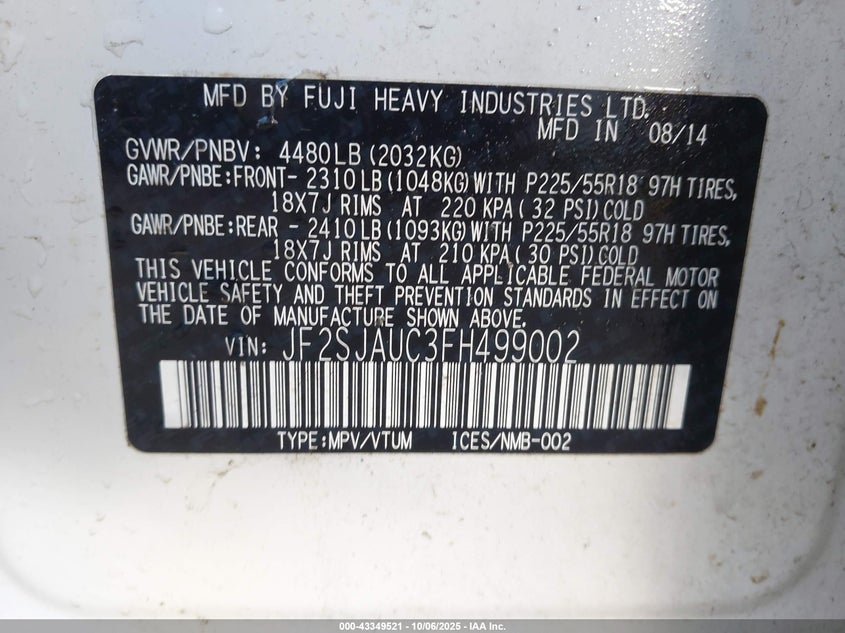 MFD BY FUJI HEAVY INDUSTRIES LTD.
MFD IN 08/14
GVWR/PNBV: 4480LB(2032KG)
GAWR/PNBE:FRONT- 2310LB(1048KG)WITH P225/55R18 97H TIRES,
18X7J RIMS AT 220 KPA( 32 PSI)COLD
GAWR/PNBE:REAR - 2410LB(1093KG)WITH P225/55R18 97H TIRES,
18X7J RIMS AT 210 KPA( 30 PSI)COLD
THIS VEHICLE CONFORMS TO ALL APPLICABLE FEDERAL MOTOR
VEHICLE SAFETY AND THEFT PREVENTION STANDARDS IN EFFECT ON
THE DATE OF MANUFACTURE SHOWN ABOVE.
VIN: JF2SJAUC3FH499002
TYPE:MPV/VTUM ICES/NMB-002
000-43349521 - 10/06/2025 - IAA Inc.